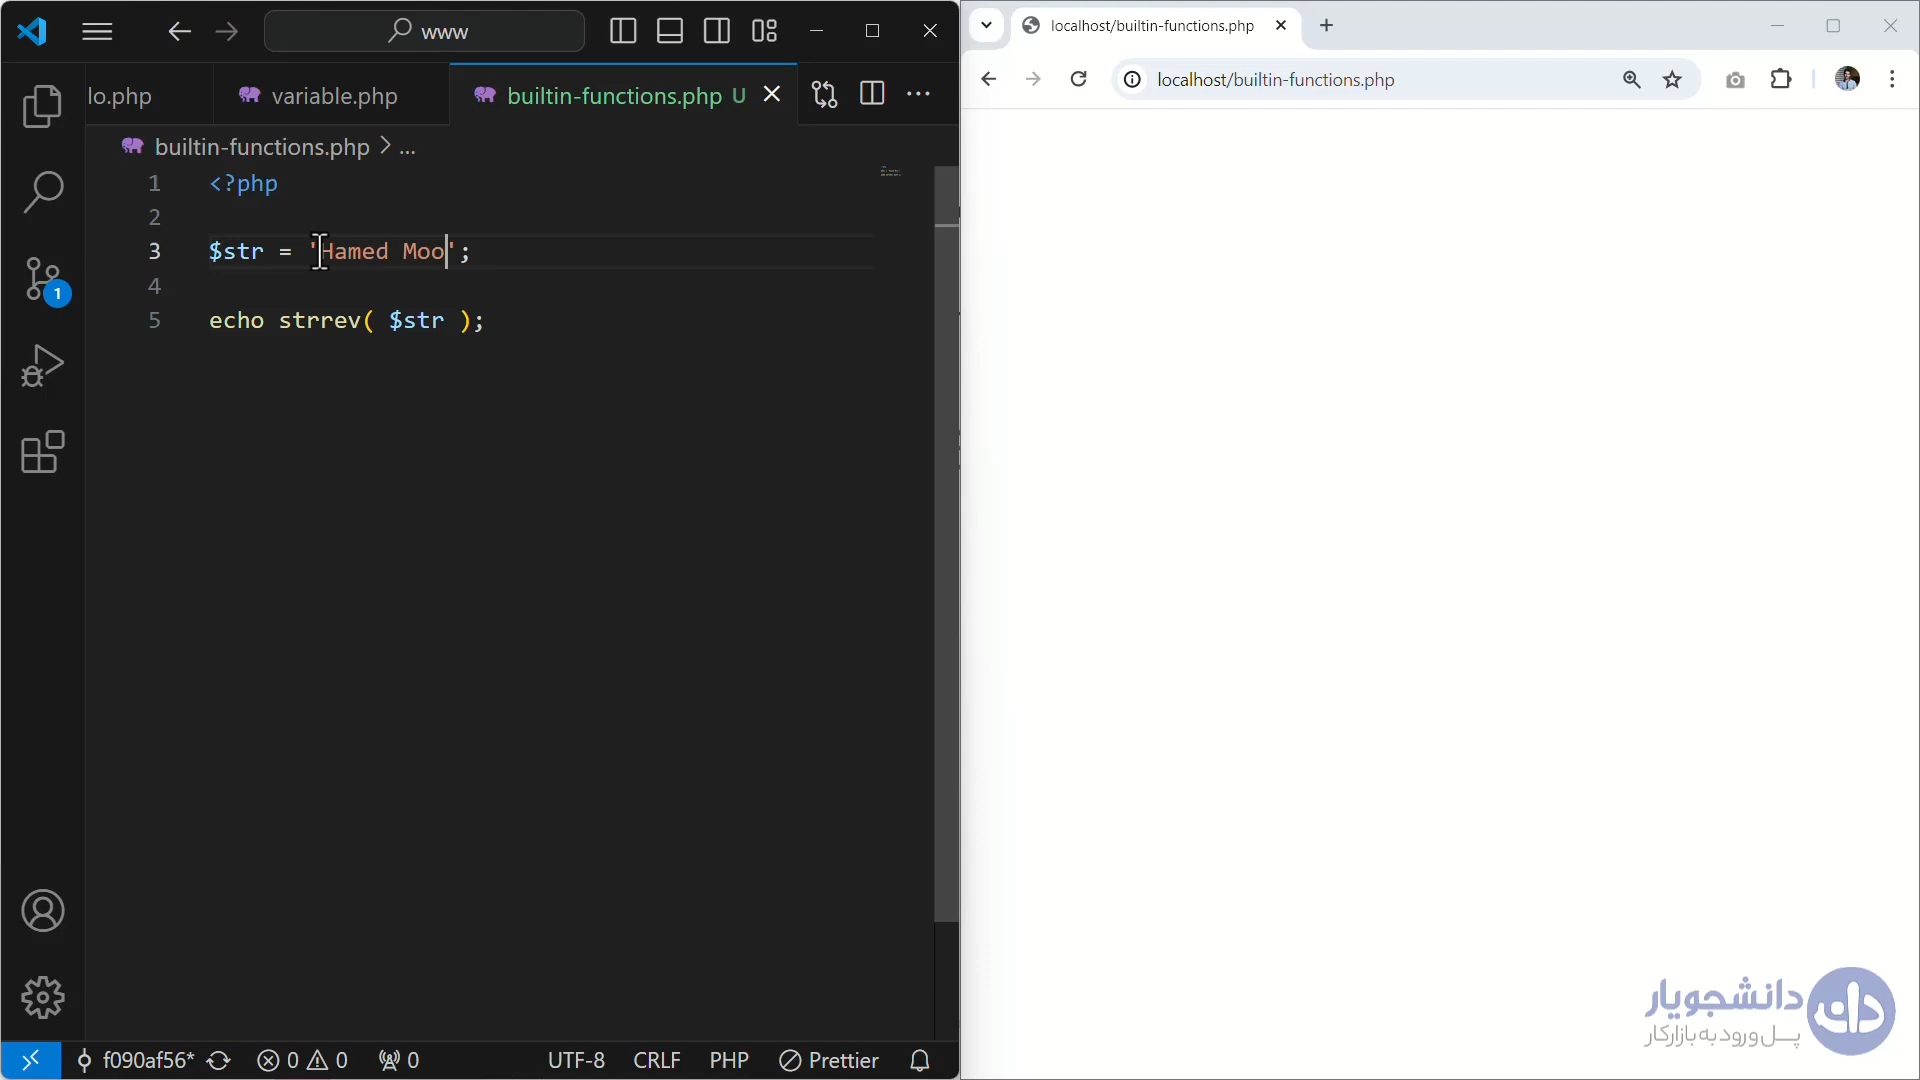 www
lo.php
variable.php
builtin-functions.php U
builtin-functions.php > ...
1 <?php
2
3 $str = 'Hamed Moo';
4
5 echo strrev( $str );
1
f090af56* 0 0 0 UTF-8 CRLF PHP Prettier
localhost/builtin-functions.php
localhost/builtin-functions.php
دانشجویار
پل ورود به بازار کار